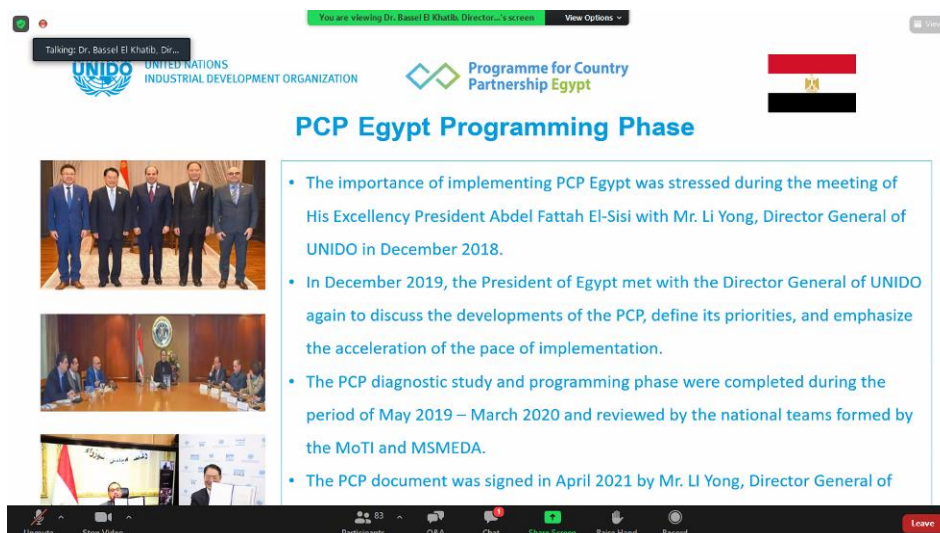 You are viewing Dr. Bassel El Khatib, Director...'s screen
View Options
View
Talking: Dr. Bassel El Khatib, Dir...
UNIDO
UNITED NATIONS
INDUSTRIAL DEVELOPMENT ORGANIZATION
Programme for Country
Partnership Egypt
PCP Egypt Programming Phase
• The importance of implementing PCP Egypt was stressed during the meeting of
His Excellency President Abdel Fattah El-Sisi with Mr. Li Yong, Director General of
UNIDO in December 2018.
• In December 2019, the President of Egypt met with the Director General of UNIDO
again to discuss the developments of the PCP, define its priorities, and emphasize
the acceleration of the pace of implementation.
• The PCP diagnostic study and programming phase were completed during the
period of May 2019 – March 2020 and reviewed by the national teams formed by
the MoTI and MSMEDA.
• The PCP document was signed in April 2021 by Mr. LI Yong, Director General of
83
1
Unmute
Stop Video
Participants
Q&A
Chat
Share Screen
Raise Hand
Record
Leave